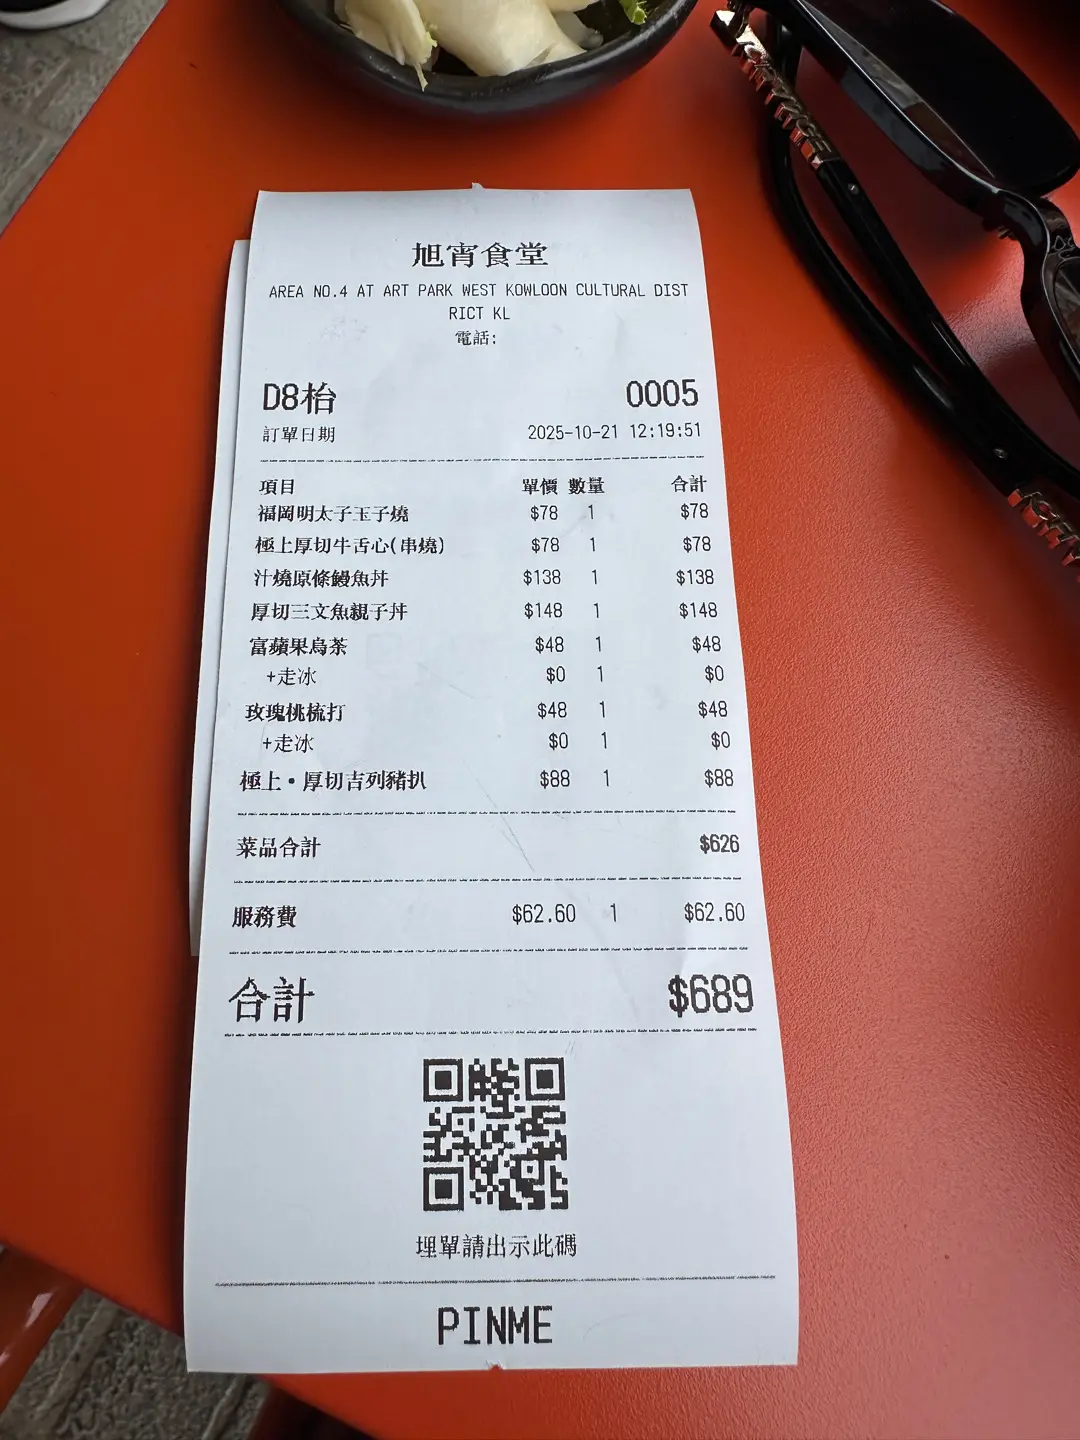 旭宵食堂
AREA NO.4 AT ART PARK WEST KOWLOON CULTURAL DIST
RICT KL
電話:
D8枱 0005
訂單日期 2025-10-21 12:19:51
項目 單價 數量 合計
福岡明太子玉子燒 $78 1 $78
極上厚切牛舌心(串燒) $78 1 $78
汁燒原條鰻魚丼 $138 1 $138
厚切三文魚親子丼 $148 1 $148
富蘋果烏茶 $48 1 $48
+走冰 $0 1 $0
玫瑰桃梳打 $48 1 $48
+走冰 $0 1 $0
極上•厚切吉列豬扒 $88 1 $88
菜品合計 $626
服務費 $62.60 1 $62.60
合計 $689
埋單請出示此碼
PINME